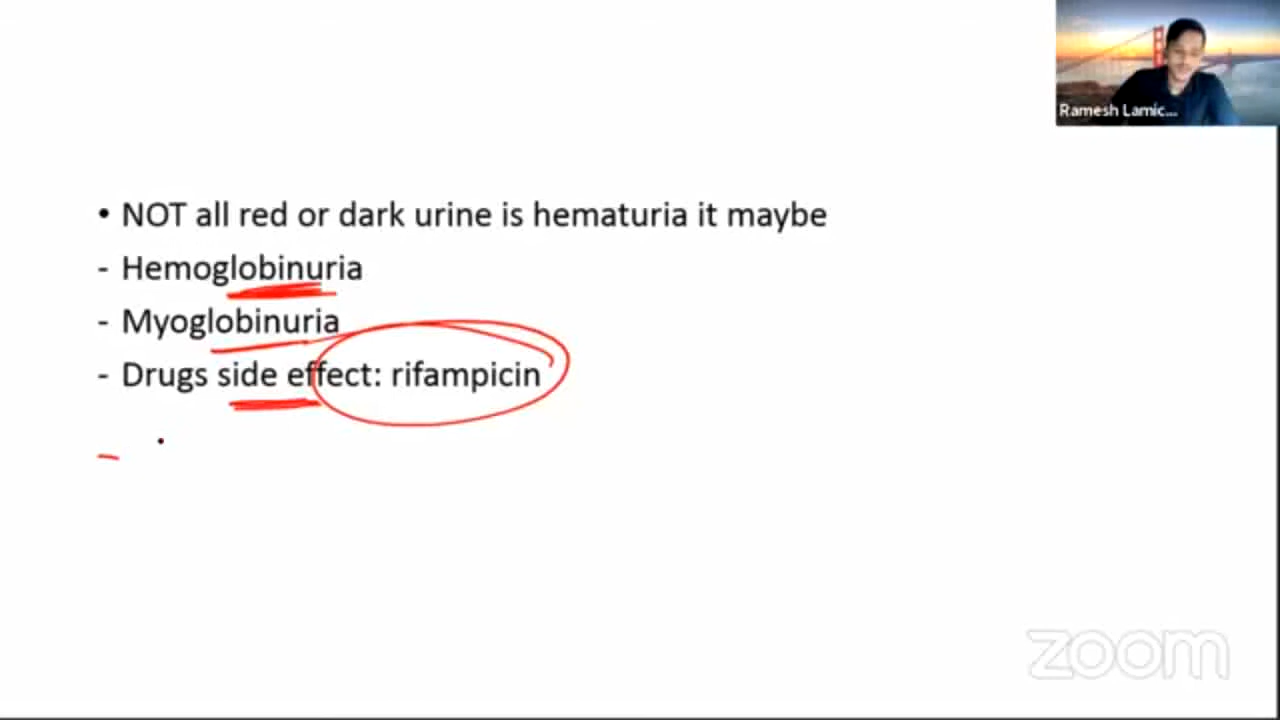 Ramesh Lamic...
• NOT all red or dark urine is hematuria it maybe
- Hemoglobinuria
- Myoglobinuria
- Drugs side effect: rifampicin
zoom